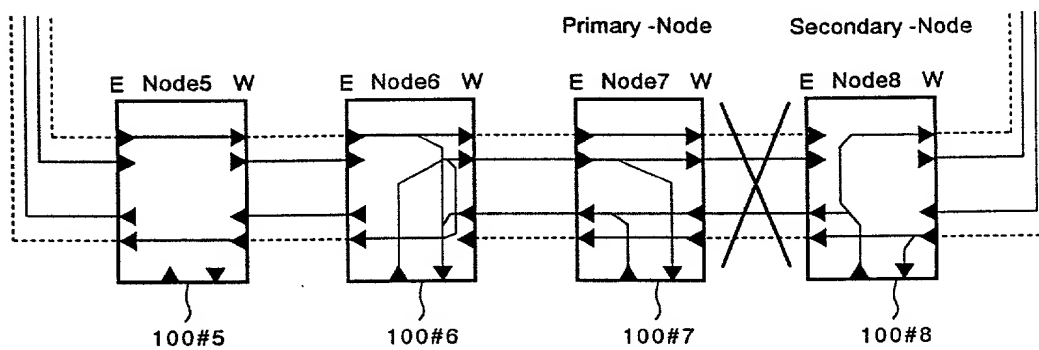 Primary -Node Secondary -Node
E Node5 W E Node6 W E Node7 W E Node8 W
100#5 100#6 100#7 100#8